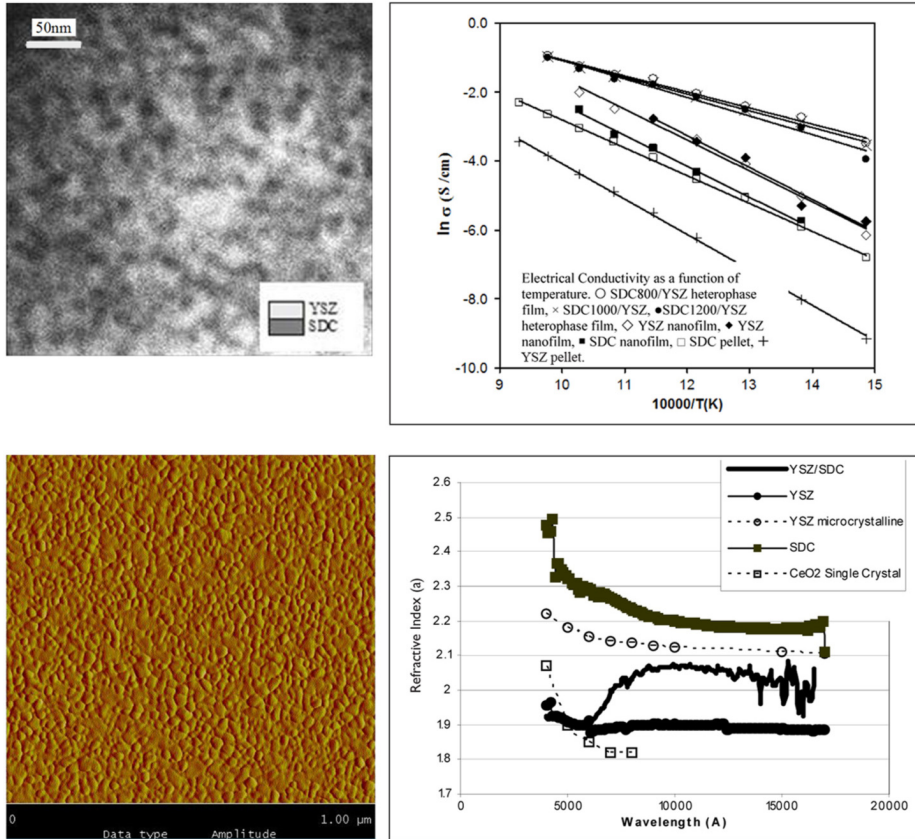 50nm
YSZ
SDC
0.0
-2.0
-4.0
-6.0
-8.0
-10.0
ln σ (S/cm)
Electrical Conductivity as a function of
temperature. ○ SDC800/YSZ heterophase
film, × SDC1000/YSZ, ●SDC1200/YSZ
heterophase film, ◇ YSZ nanofilm, ◆ YSZ
nanofilm, ■ SDC nanofilm, □ SDC pellet, +
YSZ pellet.
9 10 11 12 13 14 15
10000/T(K)
0 1.00 µm
Data type Amplitude
YSZ/SDC
YSZ
YSZ microcrystalline
SDC
CeO2 Single Crystal
2.6
2.5
2.4
2.3
2.2
2.1
2
1.9
1.8
1.7
Refractive Index (a)
0 5000 10000 15000 20000
Wavelength (A)